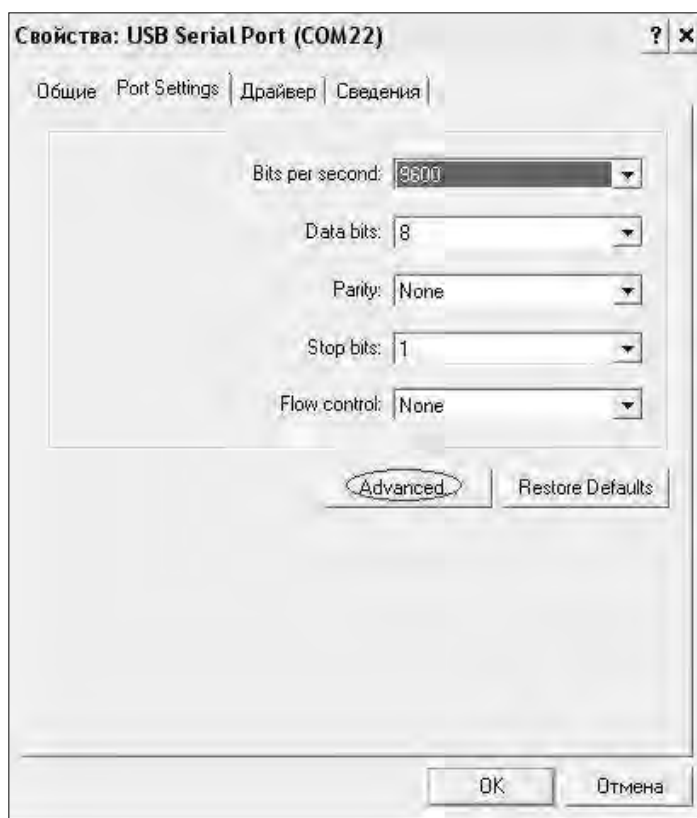 Свойства: USB Serial Port (COM22)
Общие Port Settings Драйвер Сведения
Bits per second: 9600
Data bits: 8
Parity: None
Stop bits: 1
Flow control: None
Advanced Restore Defaults
OK Отмена